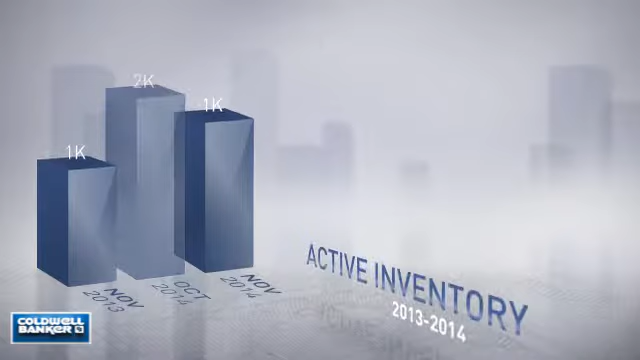 1K
2K
1K
NOV
2013
OCT
2014
NOV
2014
ACTIVE INVENTORY
2013-2014
COLDWELL
BANKER